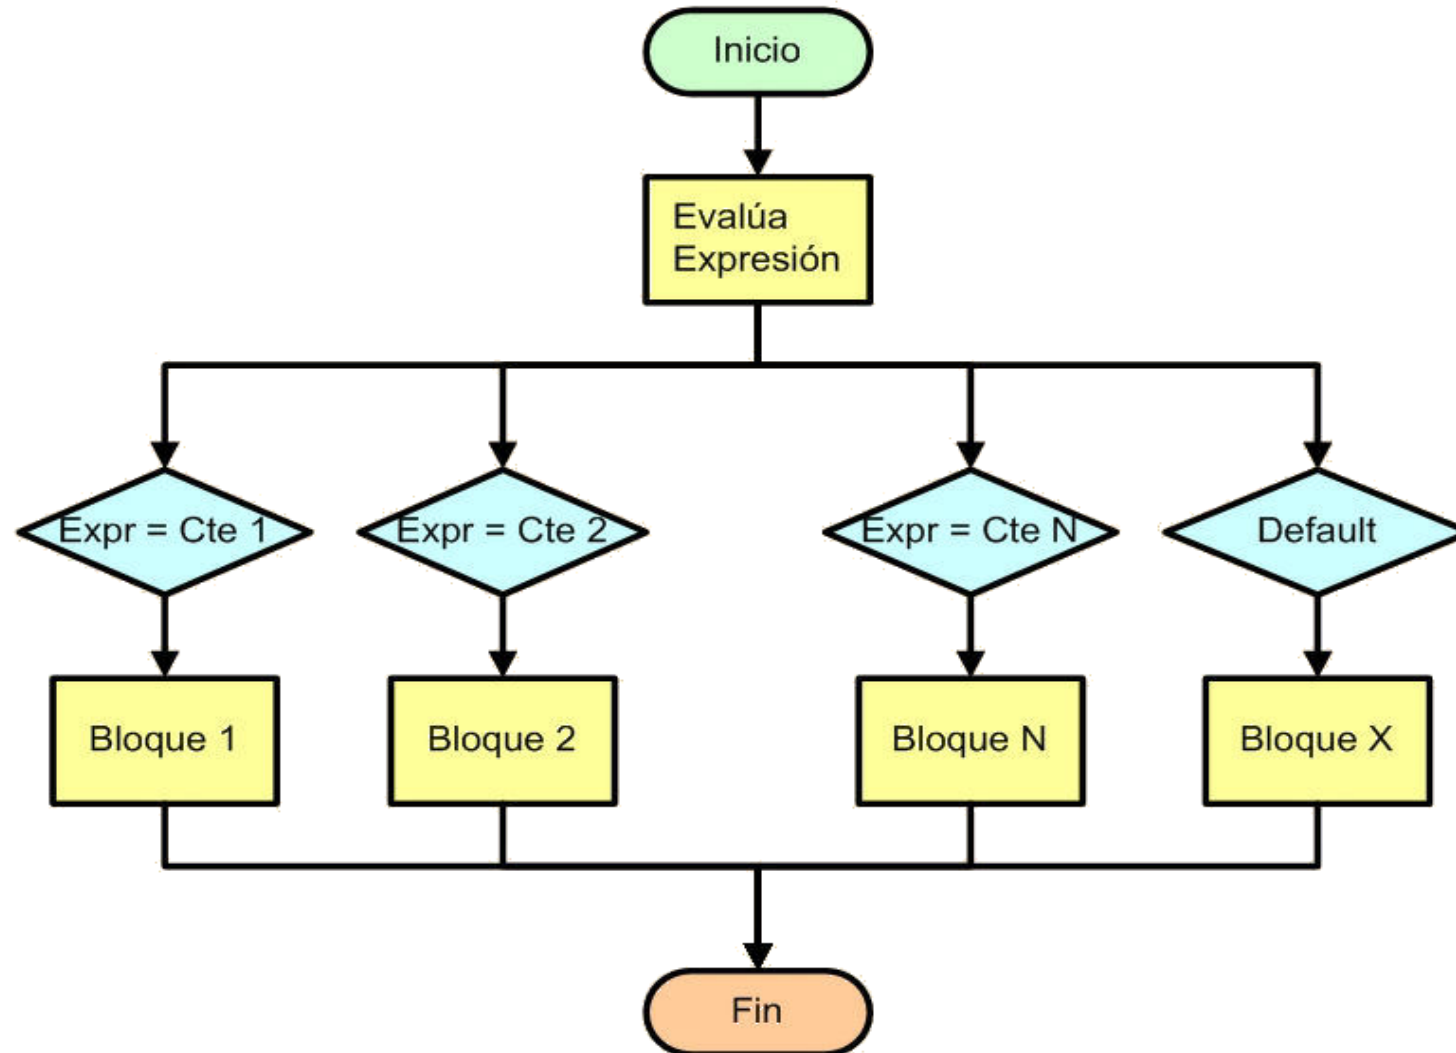 Inicio
Evalúa
Expresión
Expr = Cte 1
Expr = Cte 2
Expr = Cte N
Default
Bloque 1
Bloque 2
Bloque N
Bloque X
Fin